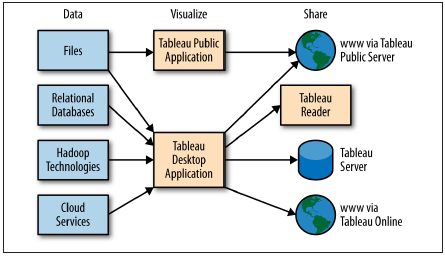 Data
Visualize
Share
Files
Tableau Public
Application
www via Tableau
Public Server
Relational
Databases
Tableau
Reader
Hadoop
Technologies
Tableau
Desktop
Application
Tableau
Server
Cloud
Services
www via
Tableau Online